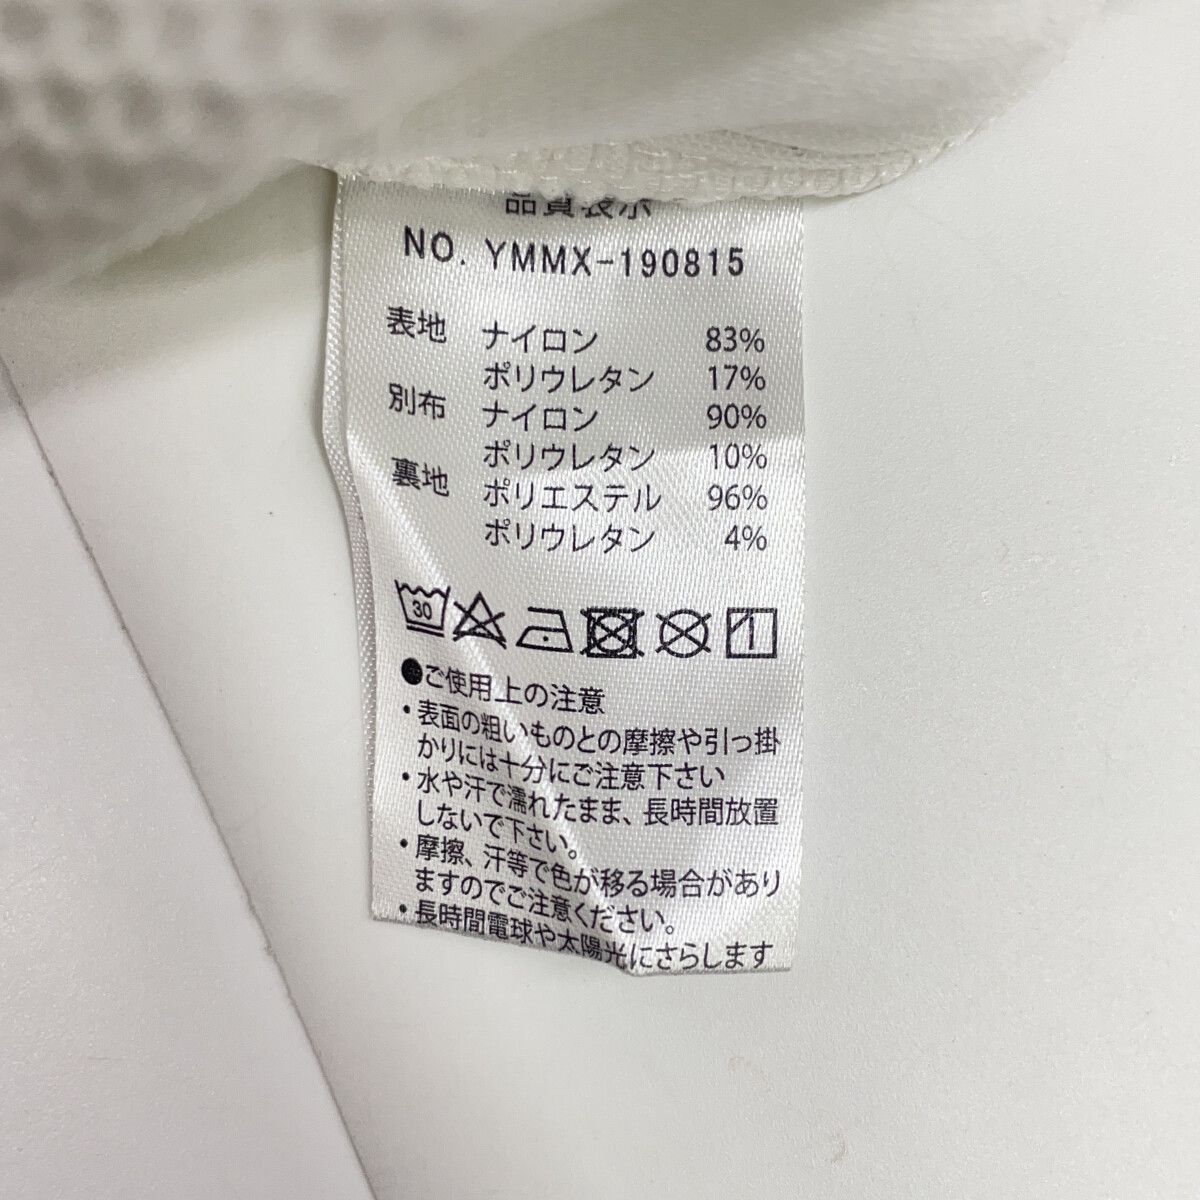 品質表示
NO. YMMX-190815
表地 ナイロン 83%
ポリウレタン 17%
別布 ナイロン 90%
ポリウレタン 10%
裏地 ポリエステル 96%
ポリウレタン 4%
30
1
●ご使用上の注意
・表面の粗いものとの摩擦や引っ掛
かりには十分にご注意下さい
・水や汗で濡れたまま、長時間放置
しないで下さい。
・摩擦、汗等で色が移る場合があり
ますのでご注意ください。
・長時間電球や太陽光にさらします